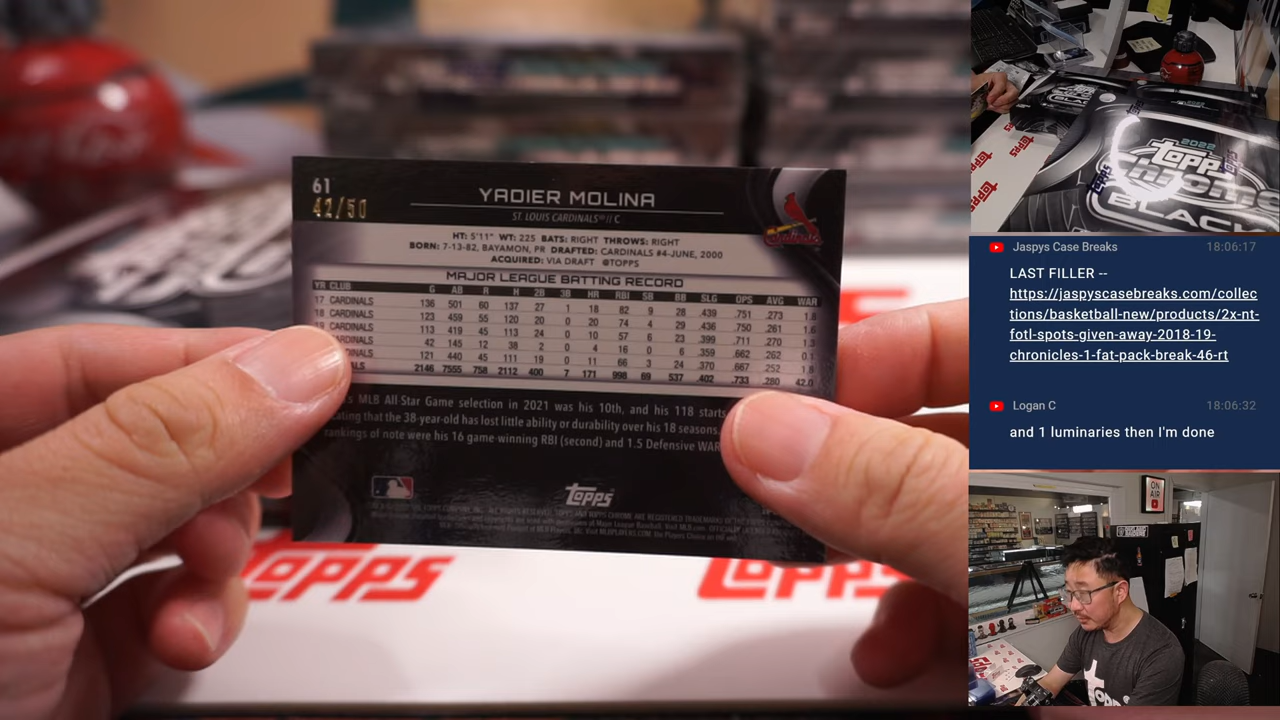 61
42/50
YADIER MOLINA
ST. LOUIS CARDINALS® // C
HT: 5'11" WT: 225 BATS: RIGHT THROWS: RIGHT
BORN: 7-13-82, BAYAMON, PR DRAFTED: CARDINALS #4-JUNE, 2000
ACQUIRED: VIA DRAFT @TOPPS
MAJOR LEAGUE BATTING RECORD
YR CLUB G AB R H 2B 3B HR RBI SB BB SLG OPS AVG WAR
17 CARDINALS 136 501 60 137 27 1 18 82 9 28 .439 .751 .273 1.8
18 CARDINALS 123 459 55 120 20 0 20 74 4 29 .436 .750 .261 1.6
CARDINALS 113 419 45 113 24 0 10 57 6 23 .399 .711 .270 1.3
CARDINALS 42 145 12 38 2 0 4 16 0 6 .359 .662 .262 0.1
CARDINALS 121 440 45 111 19 0 11 66 3 24 .370 .667 .252 1.8
2146 7555 758 2112 400 7 171 998 69 537 .402 .733 .280 42.0
MLB All-Star Game selection in 2021 was his 10th, and his 118 starts
that the 38-year-old has lost little ability or durability over his 18 seasons.
rankings of note were his 16 game-winning RBI (second) and 1.5 Defensive WAR
Topps
TOPPS
TOPPS
2022
Topps
Chrome
BLACK
BLACK
TOPPS
TOPPS
Jaspys Case Breaks 18:06:17
LAST FILLER --
https://jaspyscasebreaks.com/collec
tions/basketball-new/products/2x-nt-
fotl-spots-given-away-2018-19-
chronicles-1-fat-pack-break-46-rt
Logan C 18:06:32
and 1 luminaries then I'm done
ON
AIR